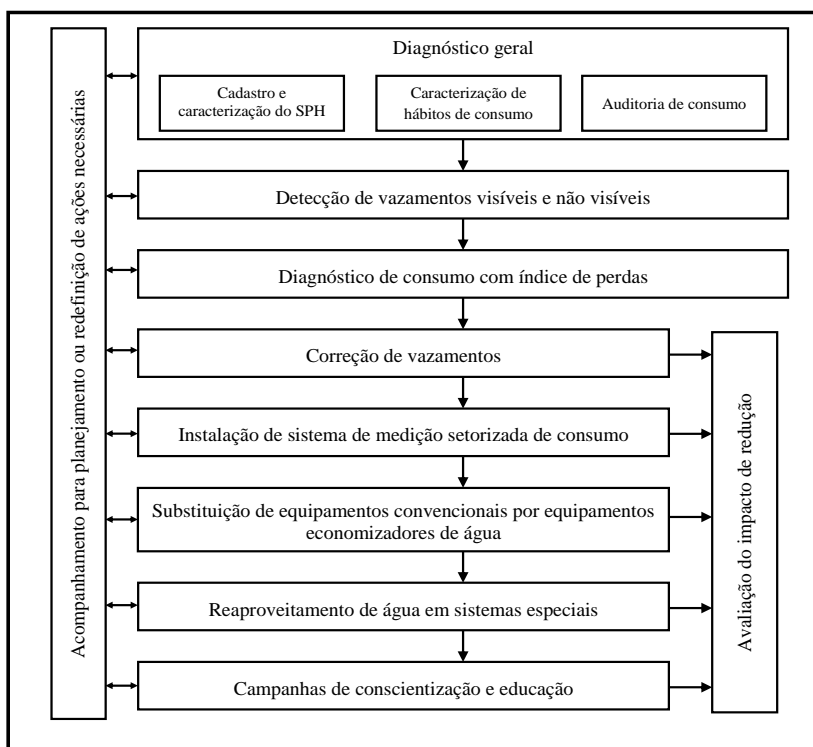 Acompanhamento para planejamento ou redefinição de ações necessárias
Diagnóstico geral
Cadastro e
caracterização do SPH
Caracterização de
hábitos de consumo
Auditoria de consumo
Detecção de vazamentos visíveis e não visíveis
Diagnóstico de consumo com índice de perdas
Correção de vazamentos
Instalação de sistema de medição setorizada de consumo
Substituição de equipamentos convencionais por equipamentos
economizadores de água
Reaproveitamento de água em sistemas especiais
Campanhas de conscientização e educação
Avaliação do impacto de redução